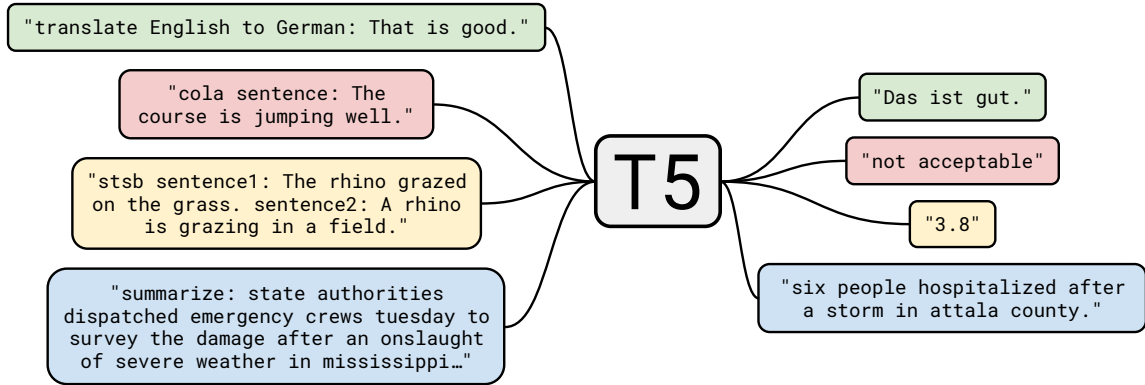 "translate English to German: That is good."
"cola sentence: The
course is jumping well."
"stsb sentence1: The rhino grazed
on the grass. sentence2: A rhino
is grazing in a field."
"summarize: state authorities
dispatched emergency crews tuesday to
survey the damage after an onslaught
of severe weather in mississippi…"
T5
"Das ist gut."
"not acceptable"
"3.8"
"six people hospitalized after
a storm in attala county."